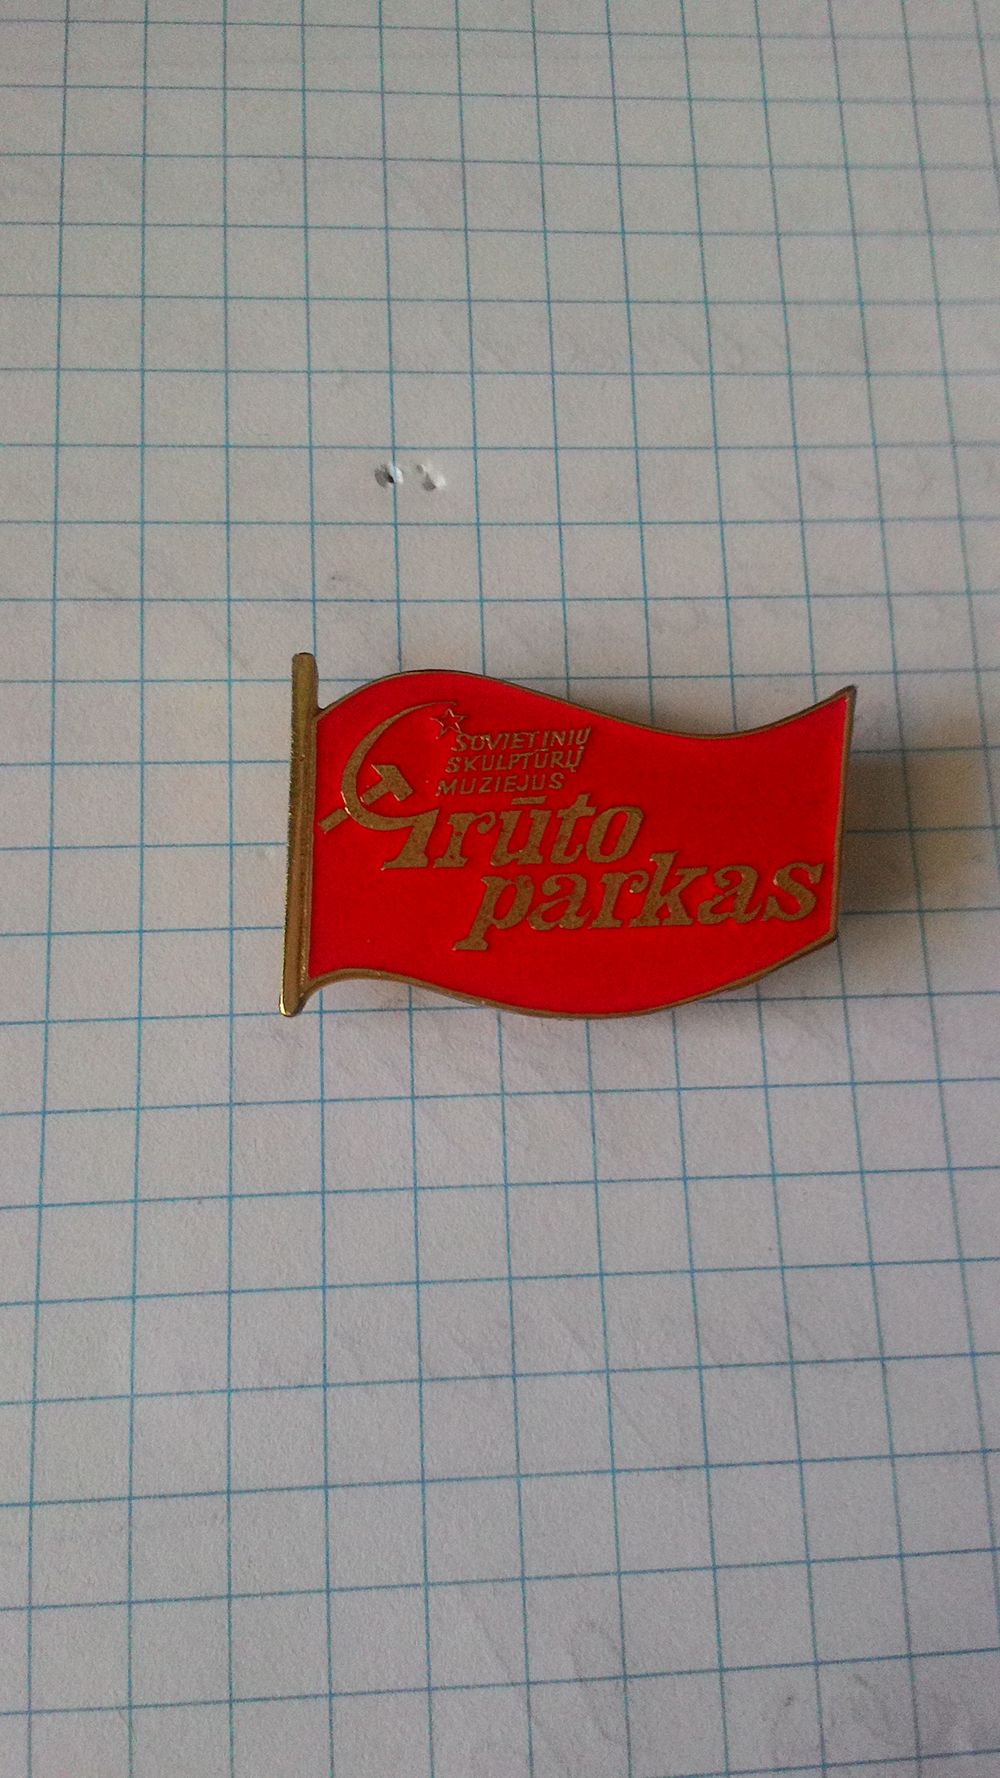 SOVIETINIŲ
SKULPTŪRŲ
MUZIEJUS
Grūto
parkas